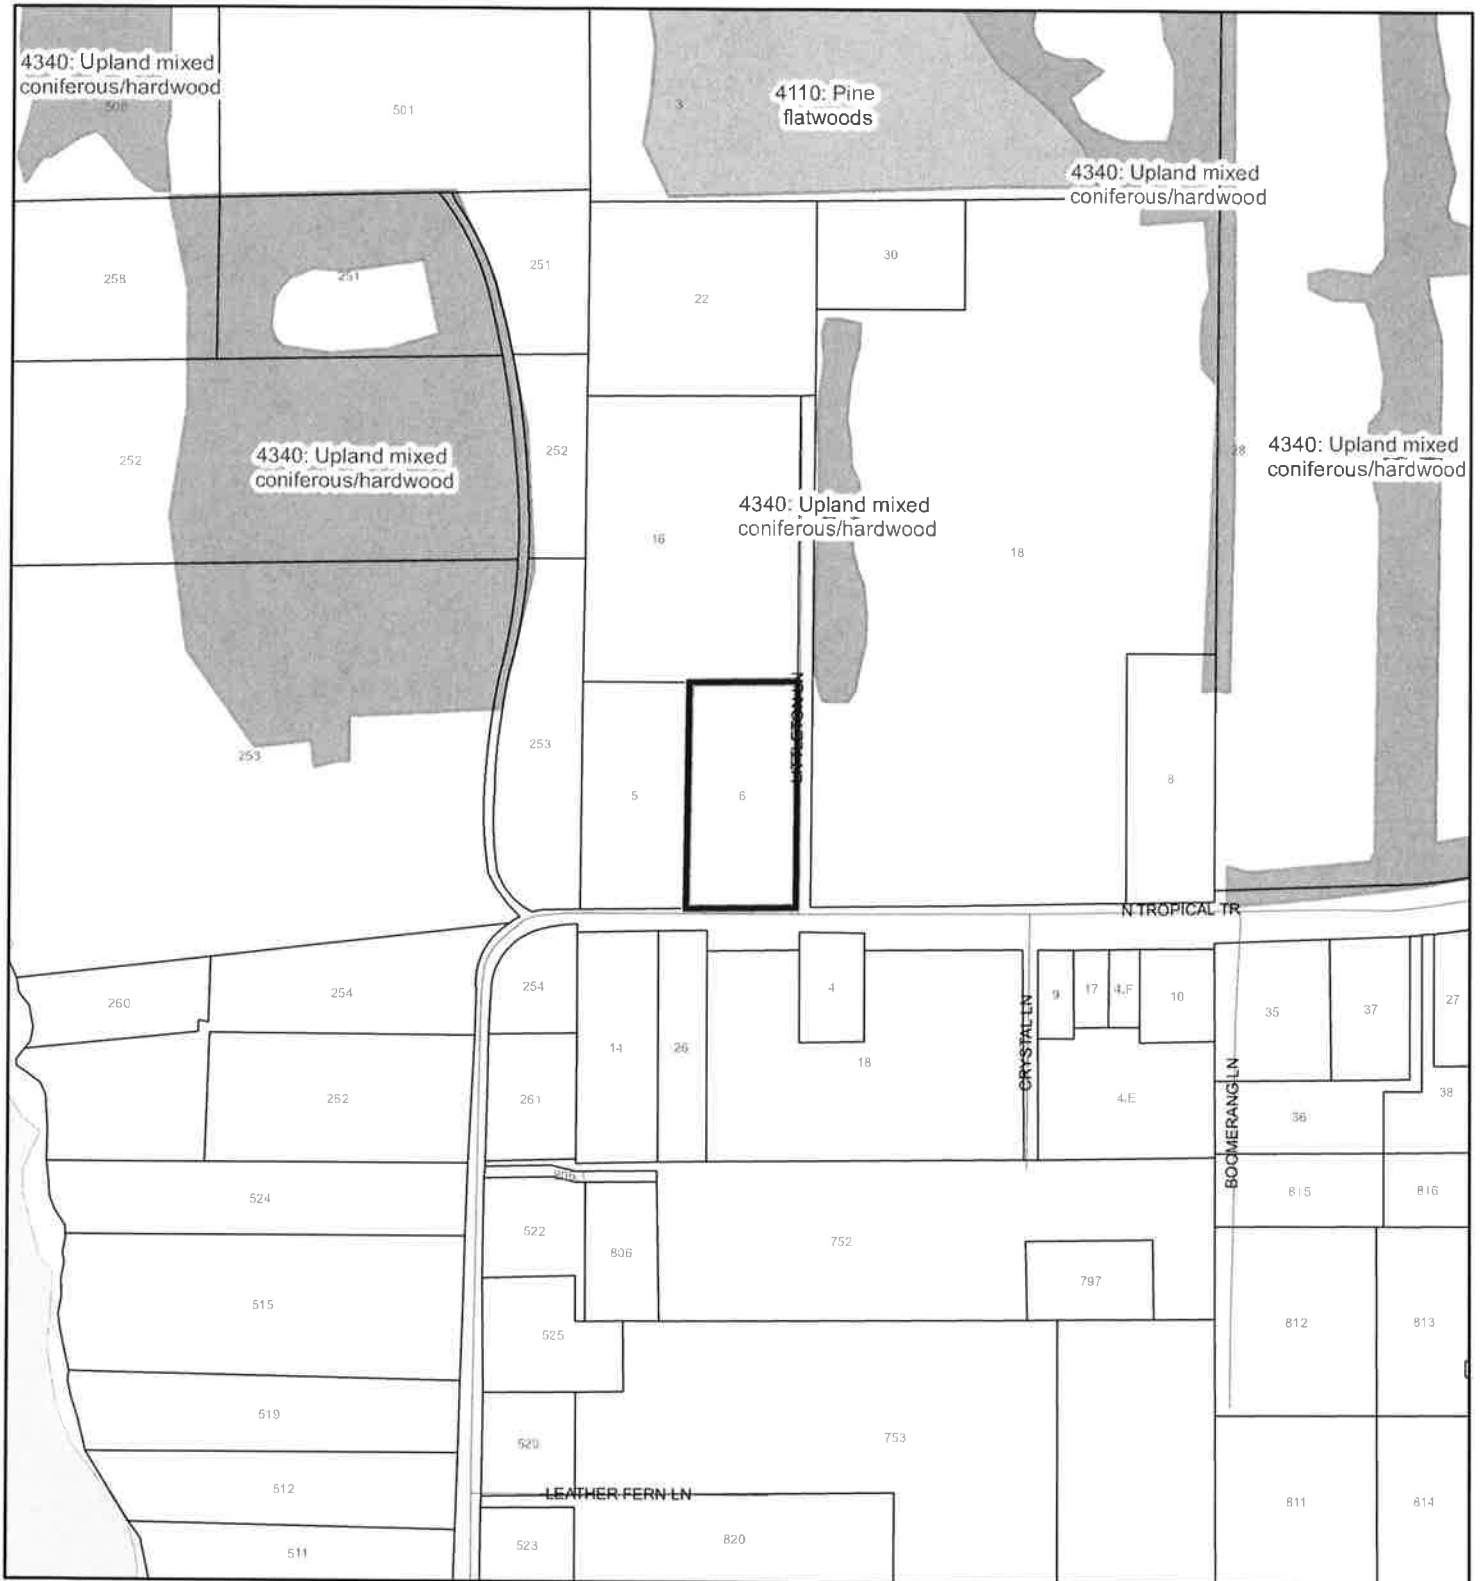 4340: Upland mixed
coniferous/hardwood
500
501
3
4110: Pine
flatwoods
4340: Upland mixed
coniferous/hardwood
258
251
251
22
30
252
4340: Upland mixed
coniferous/hardwood
252
16
4340: Upland mixed
coniferous/hardwood
18
28
4340: Upland mixed
coniferous/hardwood
253
253
5
6
LITTLETON LN
8
N TROPICAL TR
260
254
254
14
26
4
18
CRYSTAL LN
9
17
4.F
10
35
37
27
262
261
4.E
BOOMERANG LN
36
38
524
522
806
752
797
815
816
515
525
812
813
519
520
753
512
LEATHER FERN LN
811
814
511
523
820